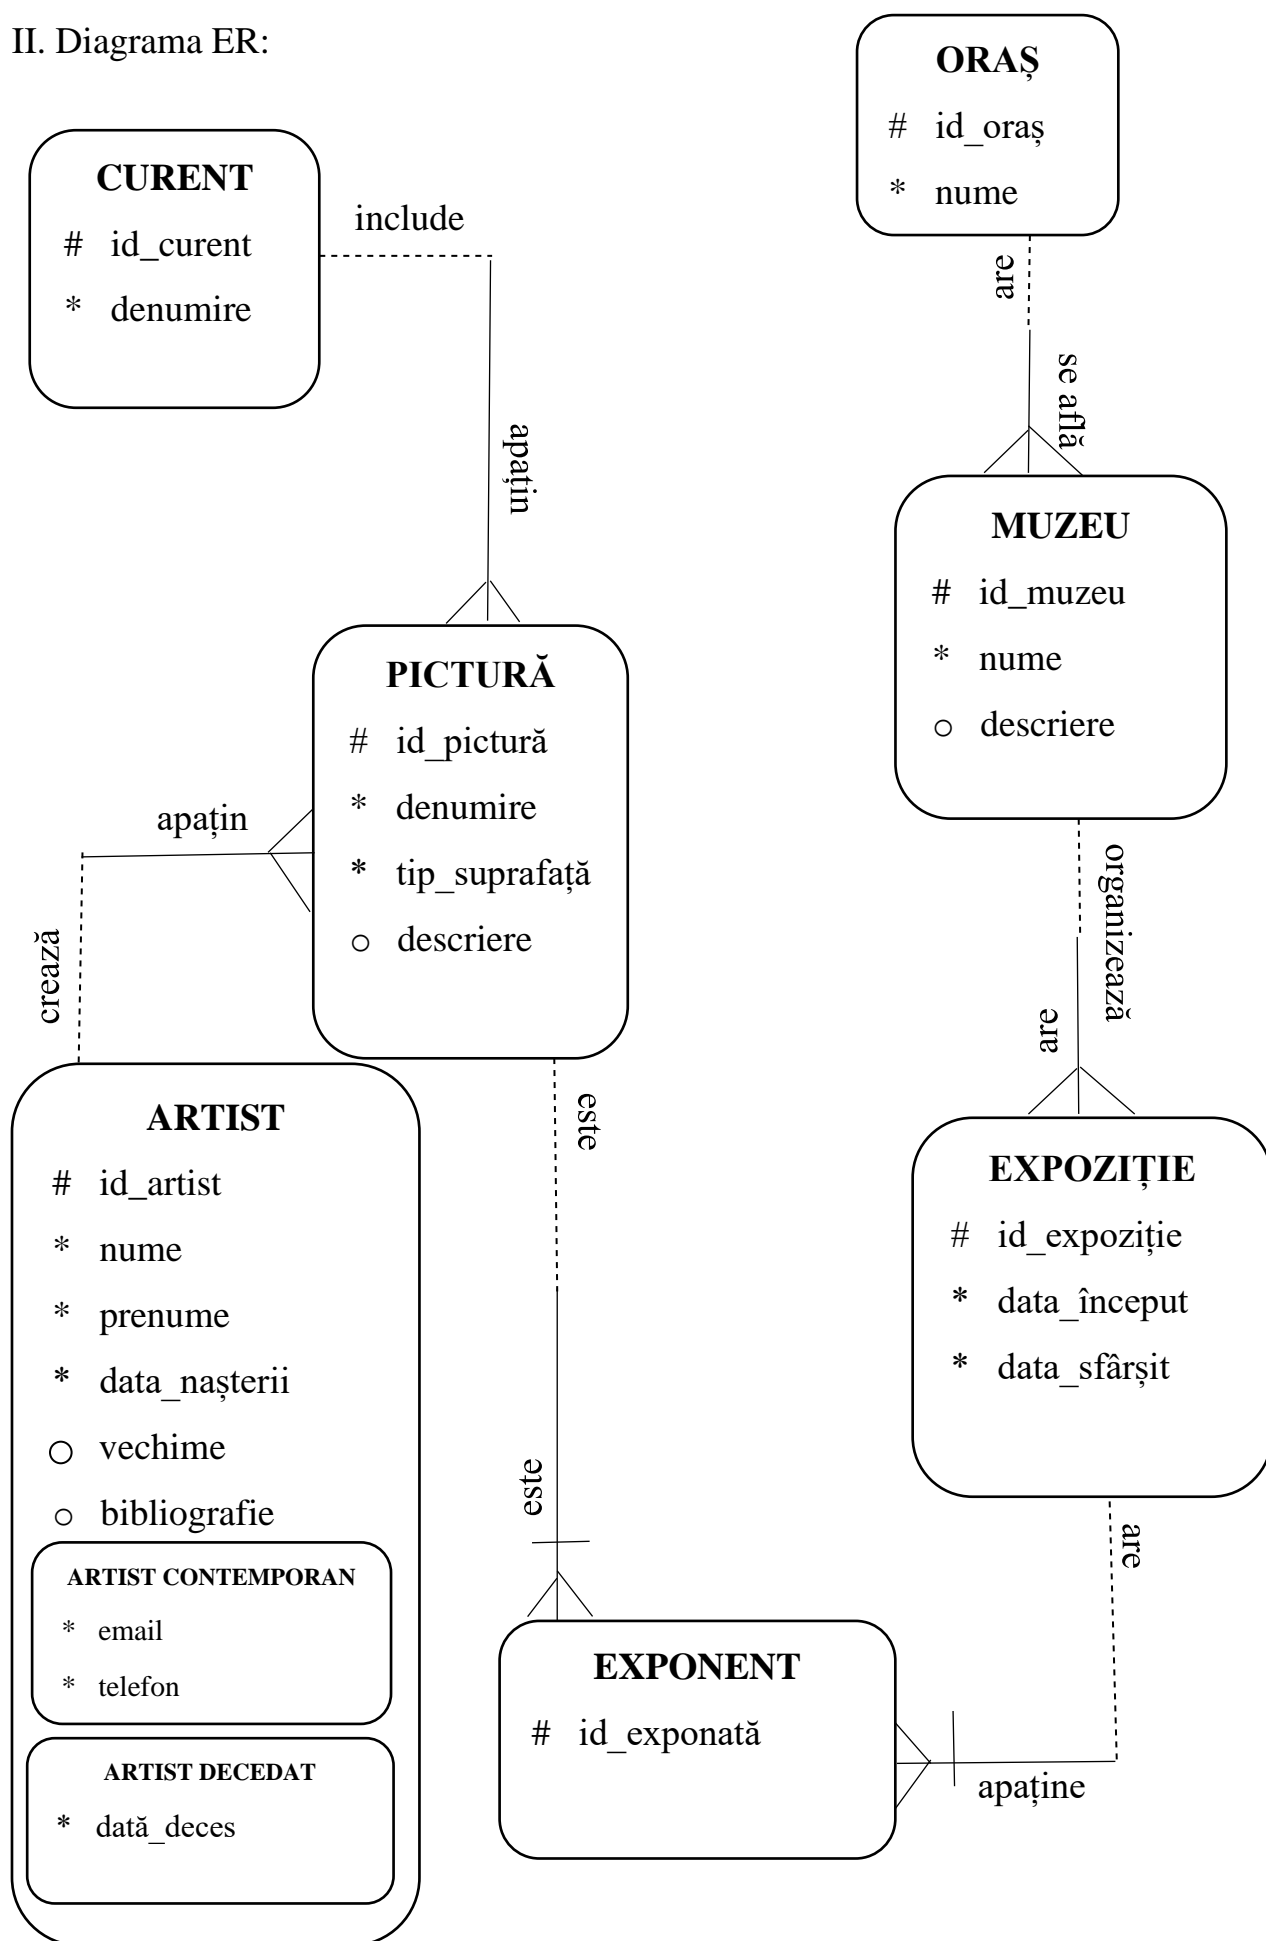 II. Diagrama ER:
ORAȘ
# id_oraș
* nume
CURENT
# id_curent
* denumire
include
apațin
are
se află
MUZEU
# id_muzeu
* nume
○ descriere
PICTURĂ
# id_pictură
* denumire
* tip_suprafață
○ descriere
apațin
crează
organizează
are
ARTIST
# id_artist
* nume
* prenume
* data_nașterii
○ vechime
○ bibliografie
ARTIST CONTEMPORAN
* email
* telefon
ARTIST DECEDAT
* dată_deces
este
este
EXPOZIȚIE
# id_expoziție
* data_început
* data_sfârșit
are
apaține
EXPONENT
# id_exponată